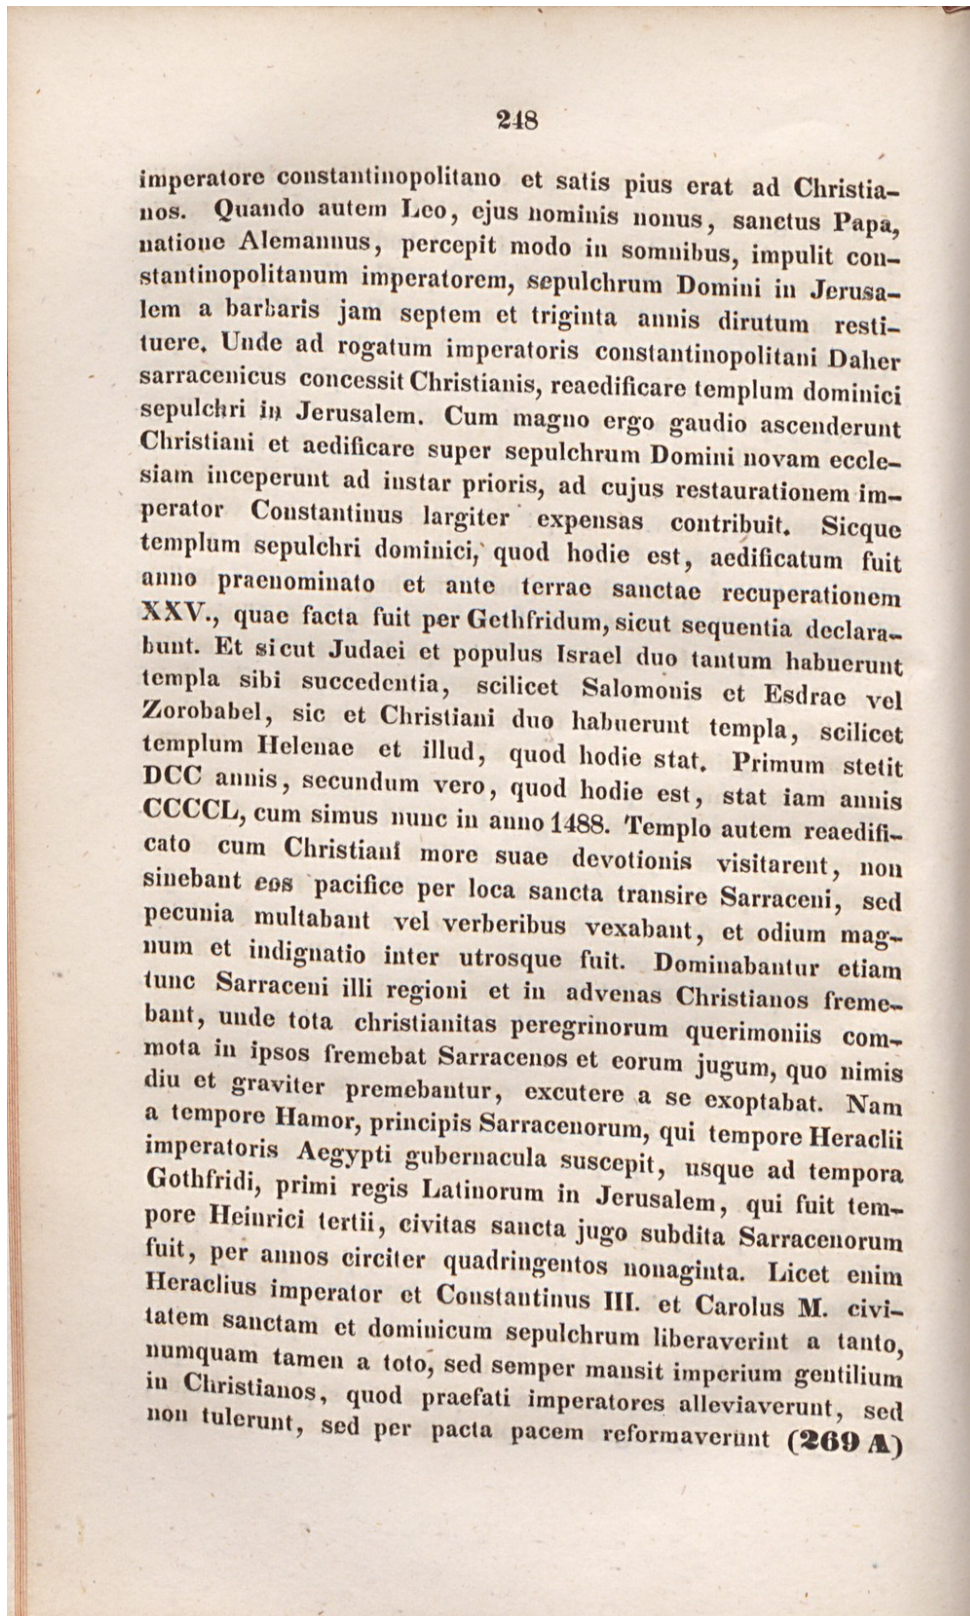 248
imperatore constantinopolitano et satis pius erat ad Christia-
nos. Quando autem Leo, ejus nominis nonus, sanctus Papa,
natione Alemannus, percepit modo in somnibus, impulit con-
stantinopolitanum imperatorem, sepulchrum Domini in Jerusa-
lem a barbaris jam septem et triginta annis dirutum resti-
tuere. Unde ad rogatum imperatoris constantinopolitani Daher
sarracenicus concessit Christianis, reaedificare templum dominici
sepulchri in Jerusalem. Cum magno ergo gaudio ascenderunt
Christiani et aedificare super sepulchrum Domini novam eccle-
siam inceperunt ad instar prioris, ad cujus restaurationem im-
perator Constantinus largiter expensas contribuit. Sicque
templum sepulchri dominici, quod hodie est, aedificatum fuit
anno praenominato et ante terrae sanctae recuperationem
XXV., quae facta fuit per Gethfridum, sicut sequentia declara-
bunt. Et sicut Judaei et populus Israel duo tantum habuerunt
templa sibi succedentia, scilicet Salomonis et Esdrae vel
Zorobabel, sic et Christiani duo habuerunt templa, scilicet
templum Helenae et illud, quod hodie stat. Primum stetit
DCC annis, secundum vero, quod hodie est, stat iam annis
CCCCL, cum simus nunc in anno 1488. Templo autem reaedifi-
cato cum Christiani more suae devotionis visitarent, non
sinebant eos pacifice per loca sancta transire Sarraceni, sed
pecunia multabant vel verberibus vexabant, et odium mag-
num et indignatio inter utrosque fuit. Dominabantur etiam
tunc Sarraceni illi regioni et in advenas Christianos freme-
bant, unde tota christianitas peregrinorum querimoniis com-
mota in ipsos fremebat Sarracenos et eorum jugum, quo nimis
diu et graviter premebantur, excutere a se exoptabat. Nam
a tempore Hamor, principis Sarracenorum, qui tempore Heraclii
imperatoris Aegypti gubernacula suscepit, usque ad tempora
Gothfridi, primi regis Latinorum in Jerusalem, qui fuit tem-
pore Heinrici tertii, civitas sancta jugo subdita Sarracenorum
fuit, per annos circiter quadringentos nonaginta. Licet enim
Heraclius imperator et Constantinus III. et Carolus M. civi-
tatem sanctam et dominicum sepulchrum liberaverint a tanto,
numquam tamen a toto, sed semper mansit imperium gentilium
in Christianos, quod praefati imperatores alleviaverunt, sed
non tulerunt, sed per pacta pacem reformaverunt (269 A)